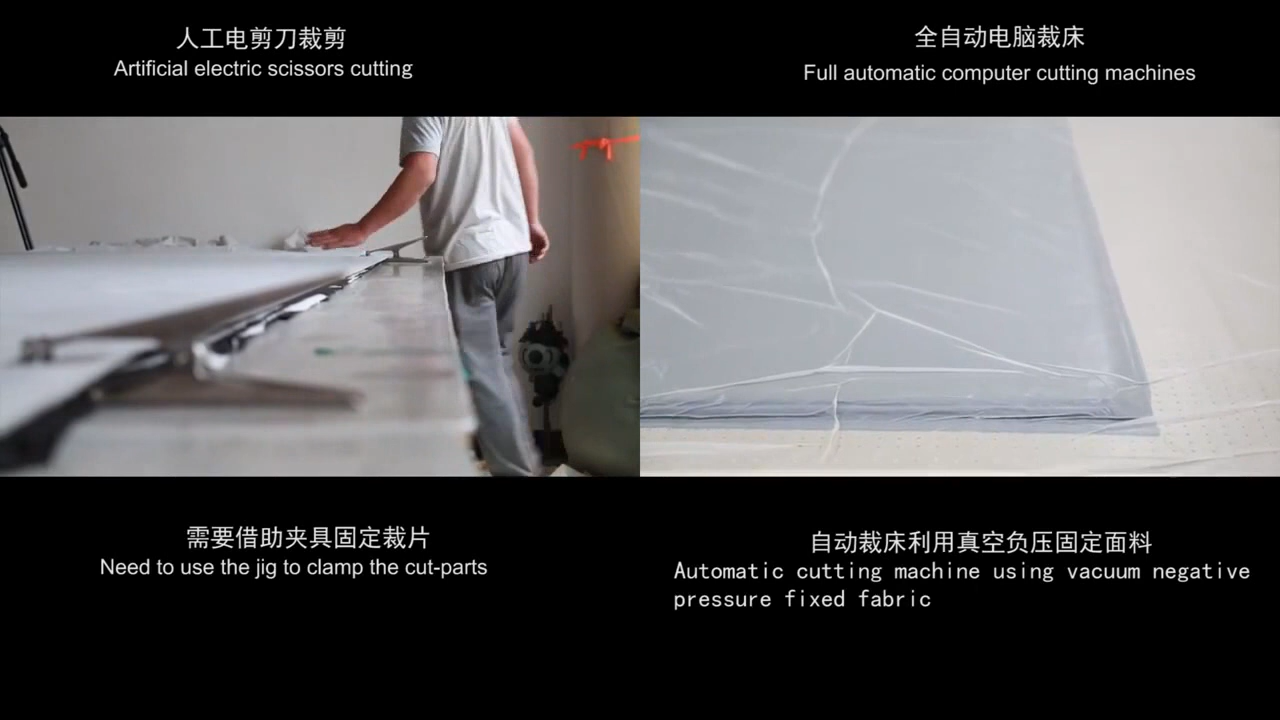 人工电剪刀裁剪
Artificial electric scissors cutting
全自动电脑裁床
Full automatic computer cutting machines
需要借助夹具固定裁片
Need to use the jig to clamp the cut-parts
自动裁床利用真空负压固定面料
Automatic cutting machine using vacuum negative
pressure fixed fabric